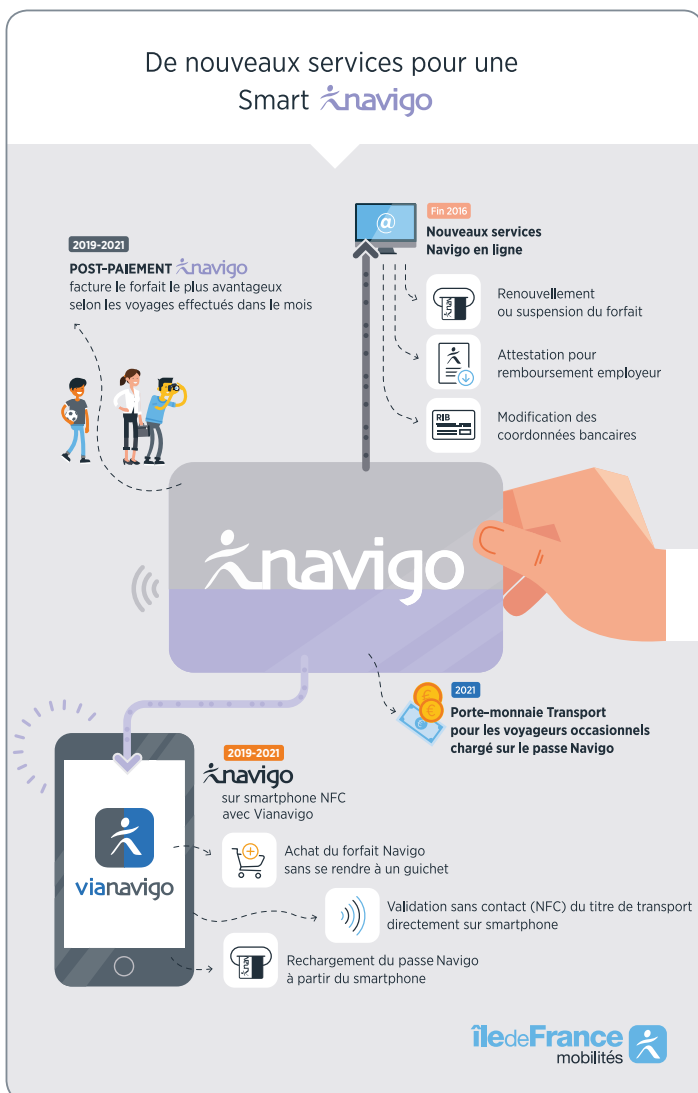 De nouveaux services pour une
Smart navigo
2019-2021
POST-PAIEMENT navigo
facture le forfait le plus avantageux
selon les voyages effectués dans le mois
@
Fin 2016
Nouveaux services
Navigo en ligne
Renouvellement
ou suspension du forfait
Attestation pour
remboursement employeur
RIB
Modification des
coordonnées bancaires
navigo
€
€
€
2021
Porte-monnaie Transport
pour les voyageurs occasionnels
chargé sur le passe Navigo
vianavigo
2019-2021
navigo
sur smartphone NFC
avec Vianavigo
Achat du forfait Navigo
sans se rendre à un guichet
Validation sans contact (NFC) du titre de transport
directement sur smartphone
Rechargement du passe Navigo
à partir du smartphone
îledeFrance
mobilités